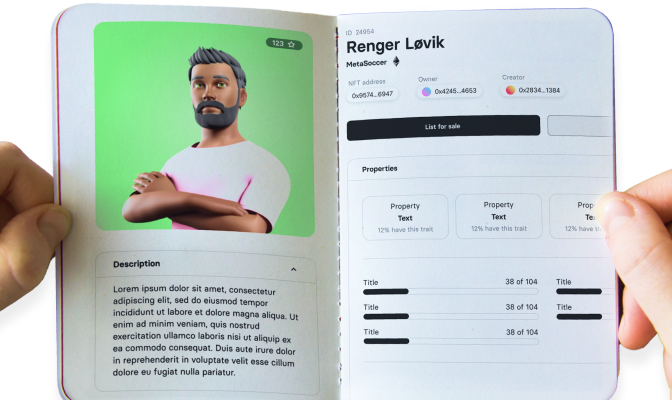 123
Description
Lorem ipsum dolor sit amet, consectetur
adipiscing elit, sed do eiusmod tempor
incididunt ut labore et dolore magna aliqua. Ut
enim ad minim veniam, quis nostrud
exercitation ullamco laboris nisi ut aliquip ex
ea commodo consequat. Duis aute irure dolor
in reprehenderit in voluptate velit esse cillum
dolore eu fugiat nulla pariatur.
ID 24954
Renger Løvik
MetaSoccer
NFT address
0x9574...6947
Owner
0x4245...4653
Creator
0x2834...1384
List for sale
Properties
Property
Text
12% have this trait
Property
Text
12% have this trait
12% have this
Title 38 of 104
Title 38 of 104
Title 38 of 104
Title
Title